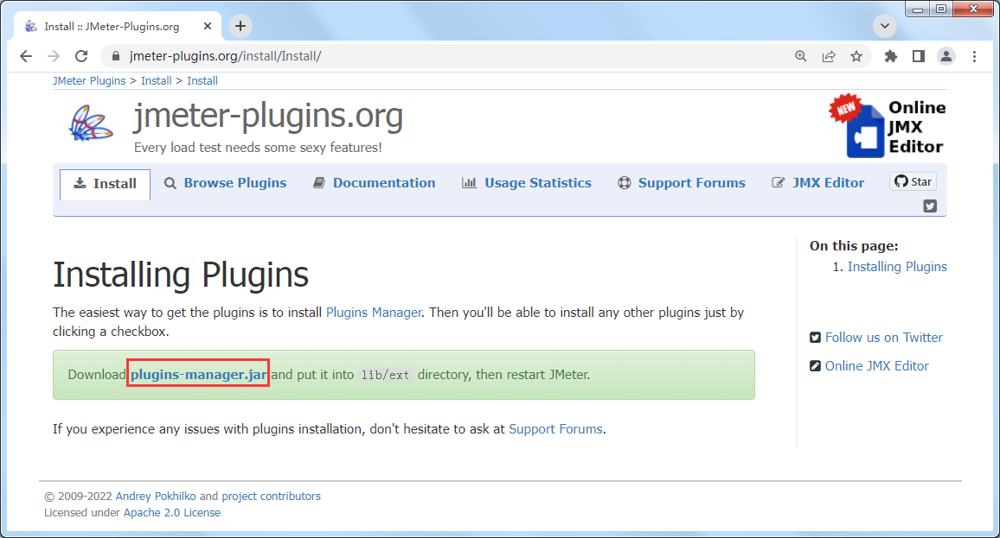 Install :: JMeter-Plugins.org
jmeter-plugins.org/install/Install/
JMeter Plugins > Install > Install
jmeter-plugins.org
Every load test needs some sexy features!
NEW
Online
JMX
Editor
Install
Browse Plugins
Documentation
Usage Statistics
Support Forums
JMX Editor
Star
Installing Plugins
The easiest way to get the plugins is to install Plugins Manager. Then you'll be able to install any other plugins just by
clicking a checkbox.
Download plugins-manager.jar and put it into lib/ext directory, then restart JMeter.
If you experience any issues with plugins installation, don't hesitate to ask at Support Forums.
On this page:
1. Installing Plugins
Follow us on Twitter
Online JMX Editor
© 2009-2022 Andrey Pokhilko and project contributors
Licensed under Apache 2.0 License